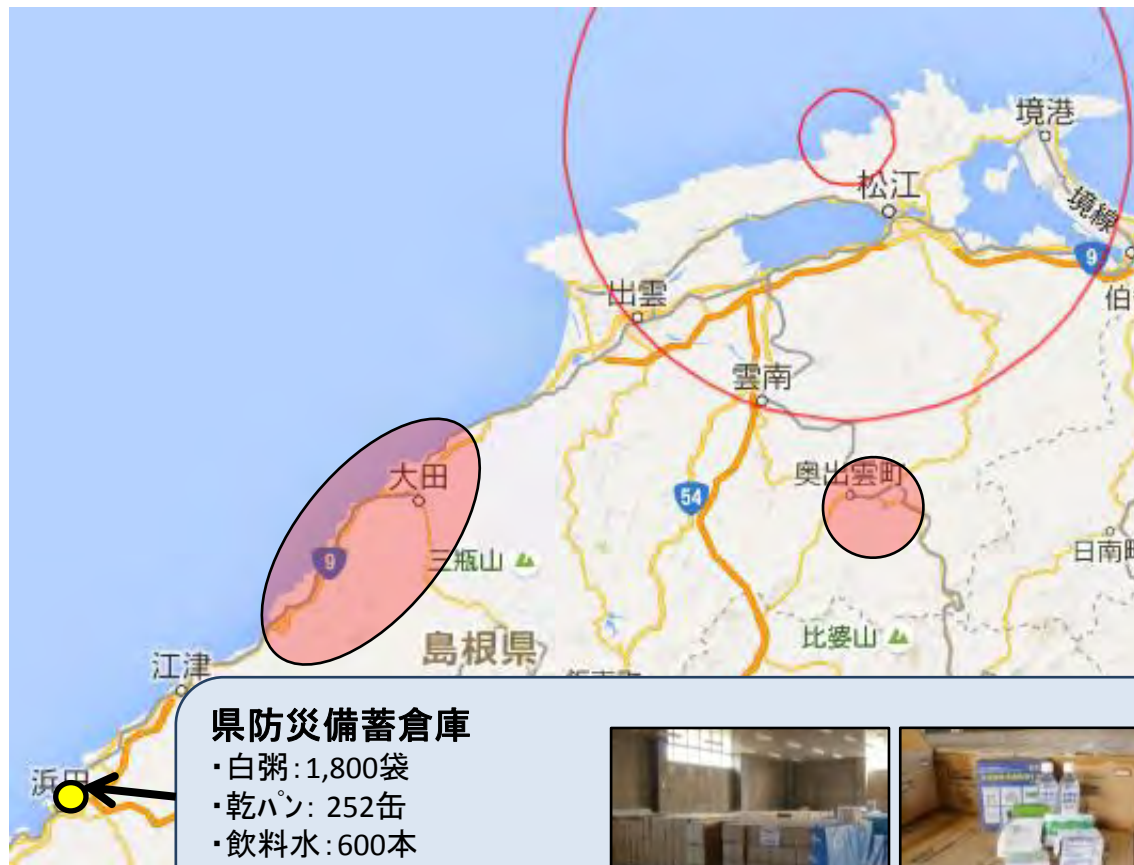 境港
松江
境線
9
出雲
伯
雲南
大田
奥出雲町
54
9
三瓶山
日南町
比婆山
島根県
江津
浜田
県防災備蓄倉庫
・白粥：1,800袋
・乾パン： 252缶
・飲料水：600本